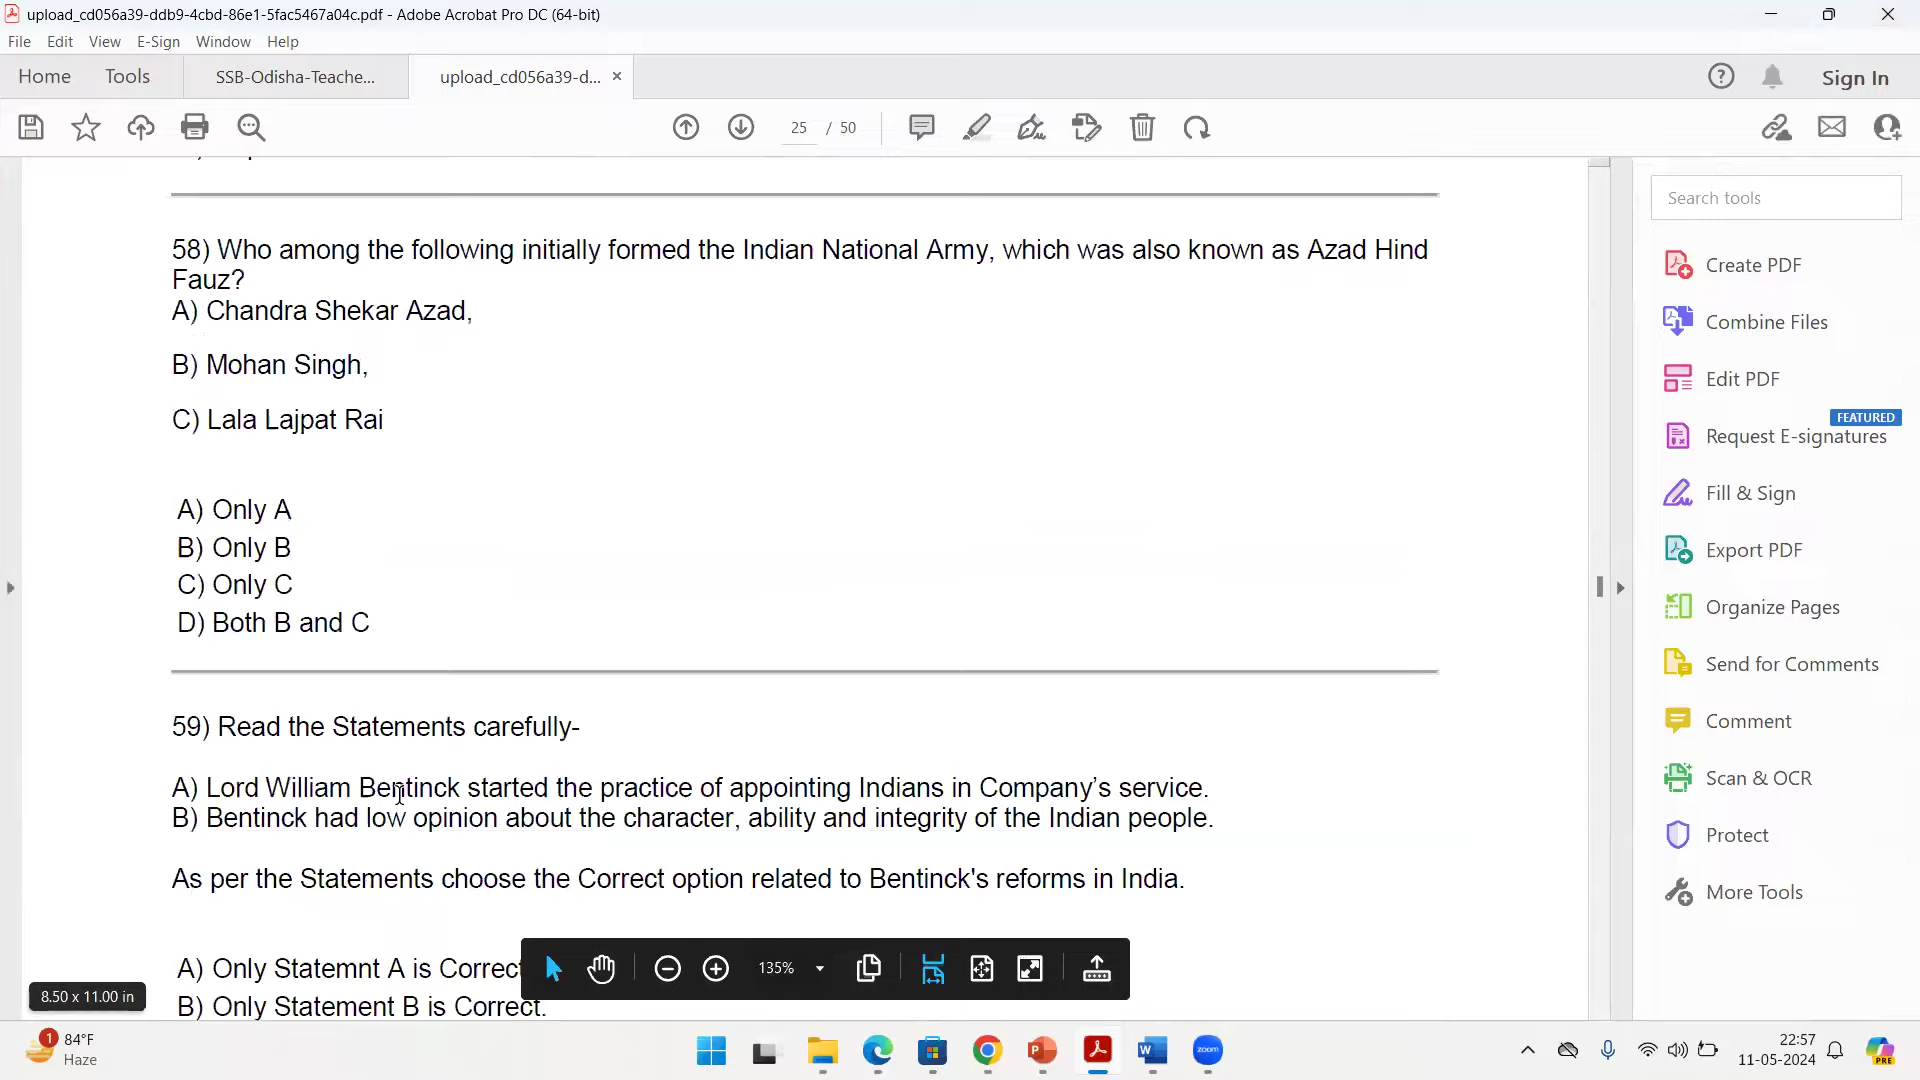 upload_cd056a39-ddb9-4cbd-86e1-5fac5467a04c.pdf - Adobe Acrobat Pro DC (64-bit)
File Edit View E-Sign Window Help
Home Tools SSB-Odisha-Teache... upload_cd056a39-d... × Sign In
25 / 50
58) Who among the following initially formed the Indian National Army, which was also known as Azad Hind
Fauz?
A) Chandra Shekar Azad,
B) Mohan Singh,
C) Lala Lajpat Rai
A) Only A
B) Only B
C) Only C
D) Both B and C
59) Read the Statements carefully-
A) Lord William Bentinck started the practice of appointing Indians in Company's service.
B) Bentinck had low opinion about the character, ability and integrity of the Indian people.
As per the Statements choose the Correct option related to Bentinck's reforms in India.
A) Only Statemnt A is Correct
B) Only Statement B is Correct.
135%
8.50 x 11.00 in
Search tools
Create PDF
Combine Files
Edit PDF
FEATURED
Request E-signatures
Fill & Sign
Export PDF
Organize Pages
Send for Comments
Comment
Scan & OCR
Protect
More Tools
1
84°F
Haze
zoom
22:57
11-05-2024
PRE